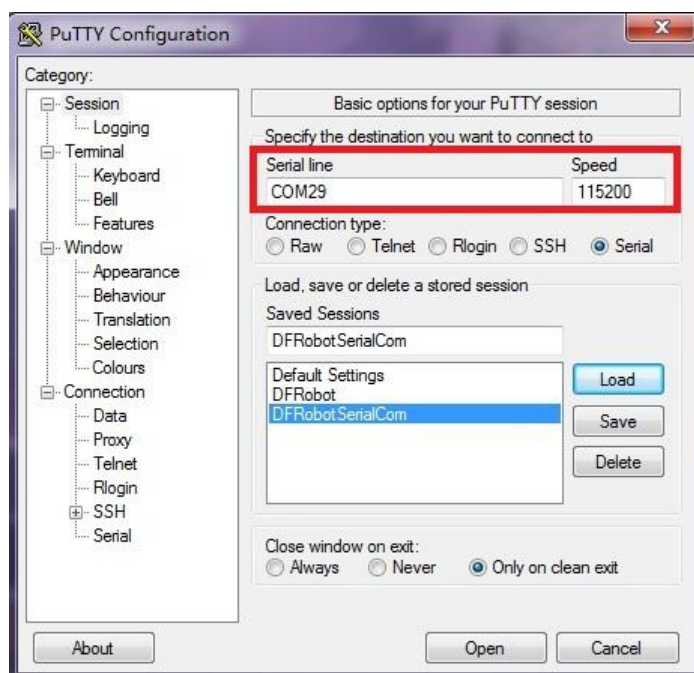 PuTTY Configuration
Category:
Session
Logging
Terminal
Keyboard
Bell
Features
Window
Appearance
Behaviour
Translation
Selection
Colours
Connection
Data
Proxy
Telnet
Rlogin
SSH
Serial
Basic options for your PuTTY session
Specify the destination you want to connect to
Serial line Speed
COM29 115200
Connection type:
Raw Telnet Rlogin SSH Serial
Load, save or delete a stored session
Saved Sessions
DFRobotSerialCom
Default Settings
DFRobot
DFRobotSerialCom
Load
Save
Delete
Close window on exit:
Always Never Only on clean exit
About Open Cancel